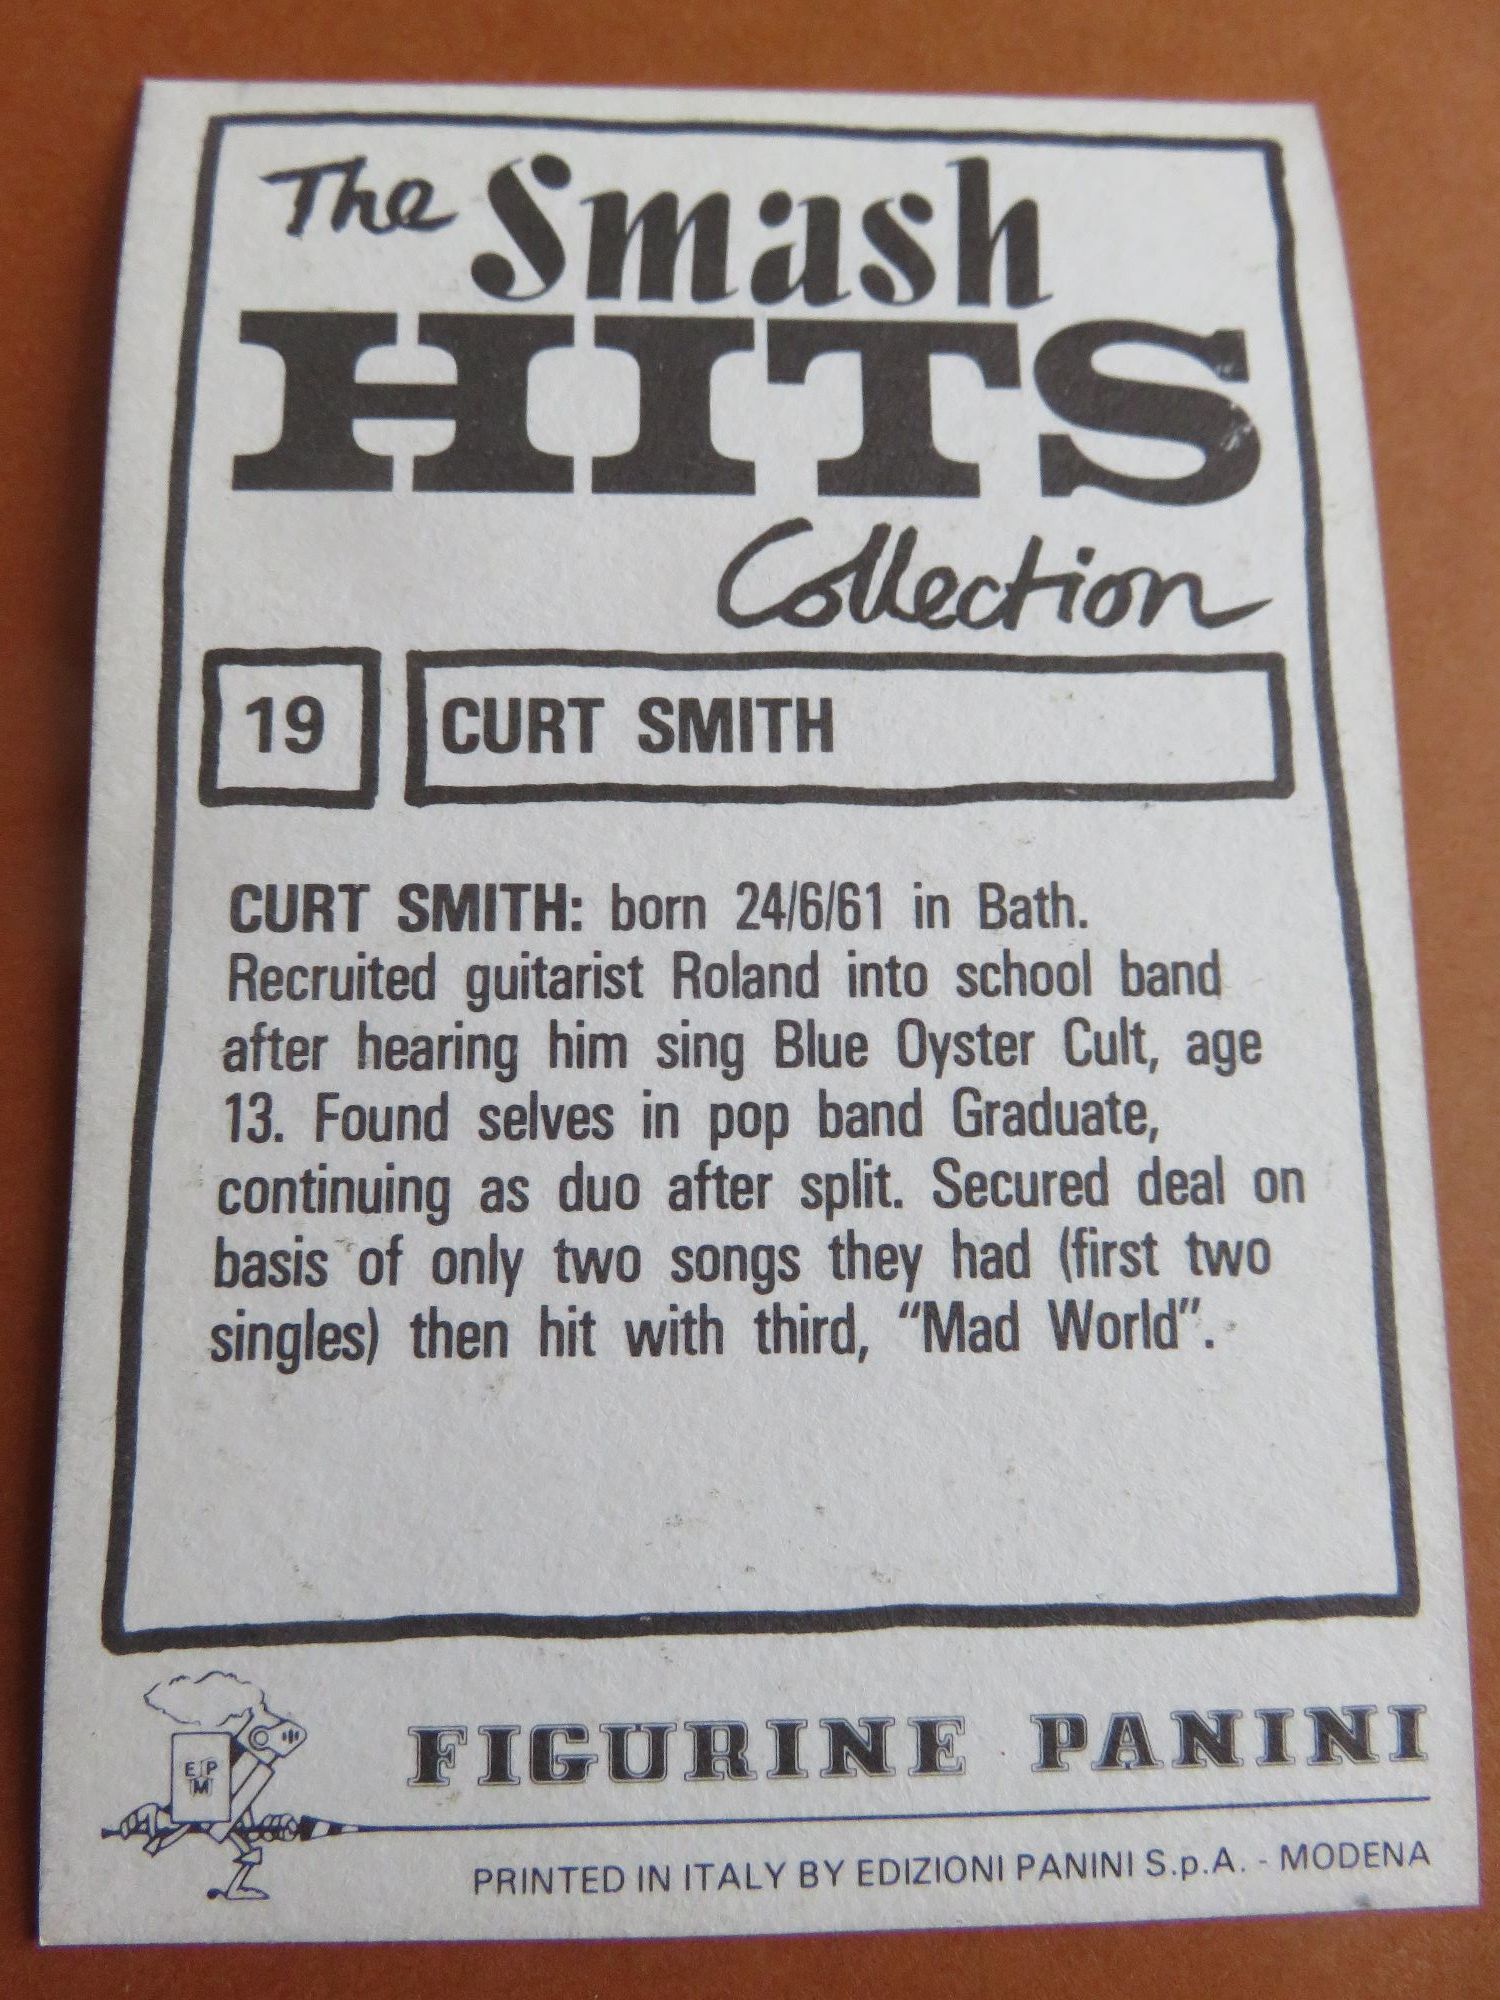 The Smash
HITS
Collection
19 CURT SMITH
CURT SMITH: born 24/6/61 in Bath.
Recruited guitarist Roland into school band
after hearing him sing Blue Oyster Cult, age
13. Found selves in pop band Graduate,
continuing as duo after split. Secured deal on
basis of only two songs they had (first two
singles) then hit with third, “Mad World”.
FIGURINE PANINI
E P
M
PRINTED IN ITALY BY EDIZIONI PANINI S.p.A. - MODENA